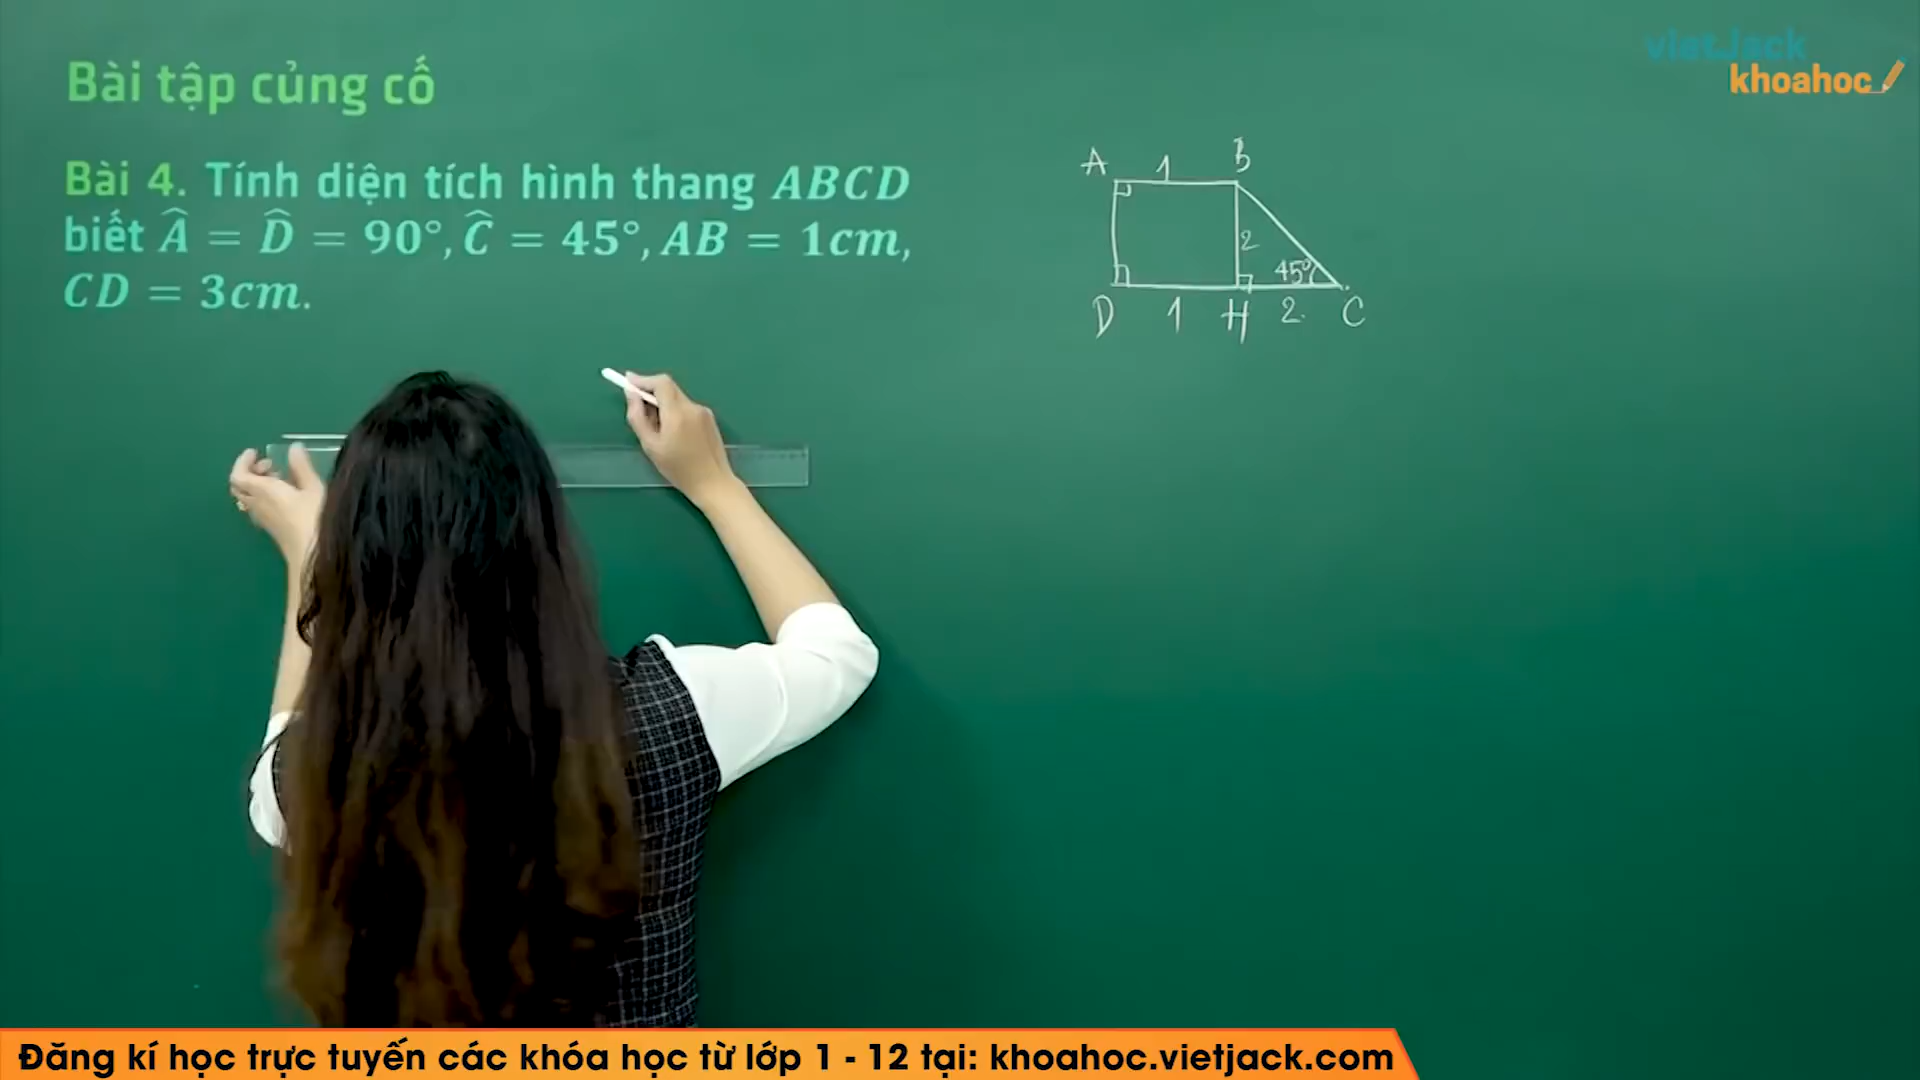 Bài tập củng cố
vietJack
khoahoc
Bài 4. Tính diện tích hình thang ABCD
biết Â = D̂ = 90°, Ĉ = 45°, AB = 1cm,
CD = 3cm.
A 1 B
2
45°
D 1 H 2 C
Đăng kí học trực tuyến các khóa học từ lớp 1 - 12 tại: khoahoc.vietjack.com